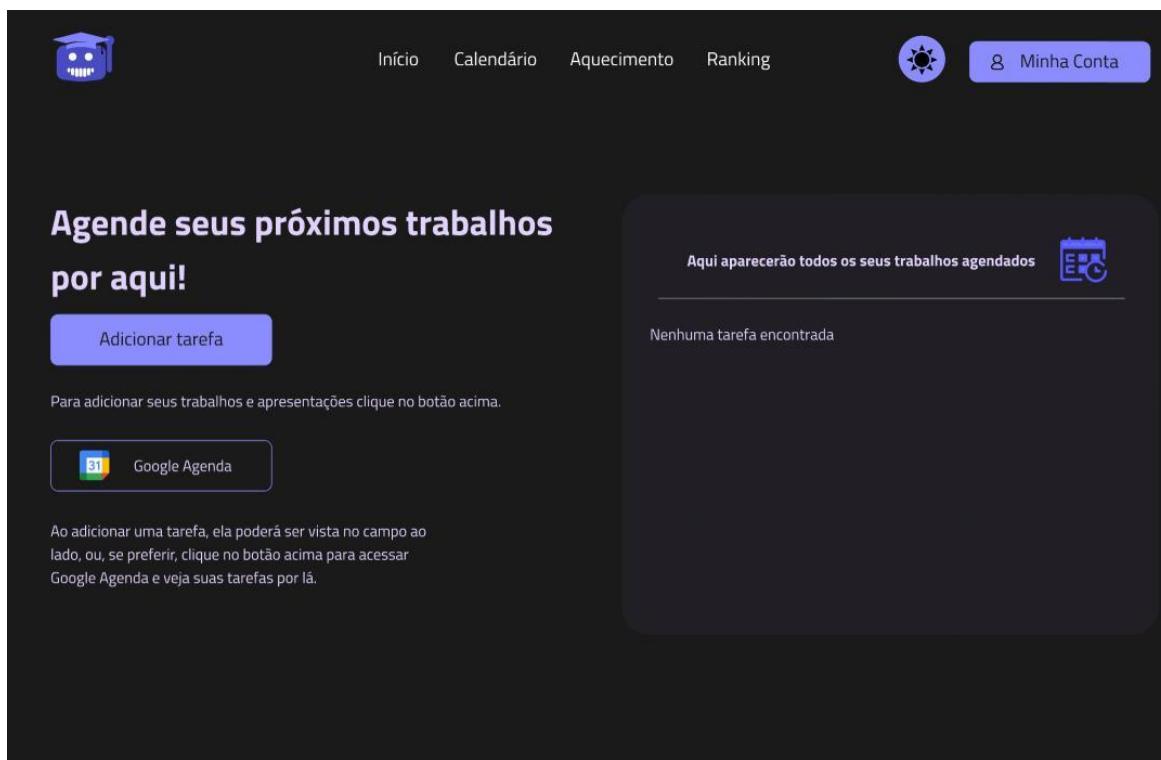 Início Calendário Aquecimento Ranking Minha Conta
Agende seus próximos trabalhos
por aqui!
Adicionar tarefa
Para adicionar seus trabalhos e apresentações clique no botão acima.
31 Google Agenda
Ao adicionar uma tarefa, ela poderá ser vista no campo ao
lado, ou, se preferir, clique no botão acima para acessar
Google Agenda e veja suas tarefas por lá.
Aqui aparecerão todos os seus trabalhos agendados
Nenhuma tarefa encontrada